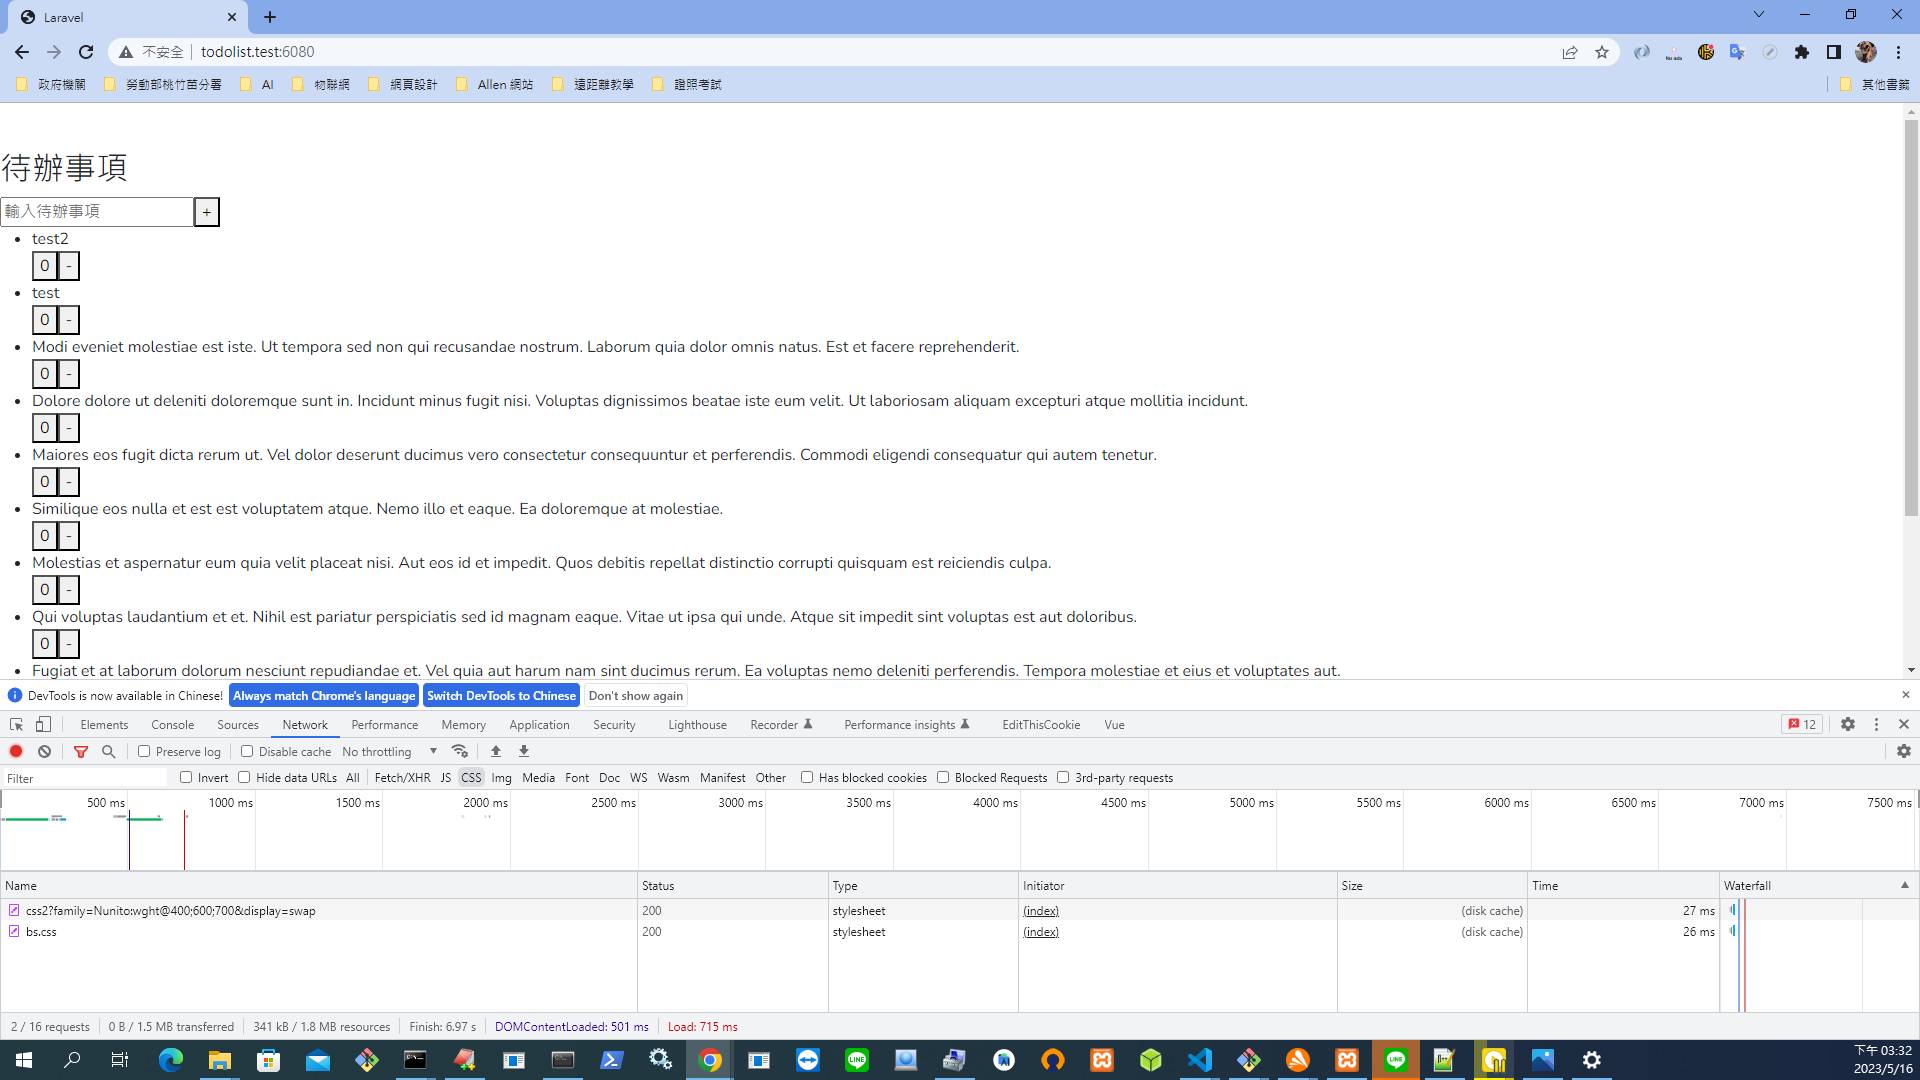 Laravel
不安全 todolist.test:6080
No ads
政府機關 勞動部桃竹苗分署 AI 物聯網 網頁設計 Allen 網站 遠距離教學 證照考試 其他書籤
待辦事項
輸入待辦事項 +
test2
0 -
test
0 -
Modi eveniet molestiae est iste. Ut tempora sed non qui recusandae nostrum. Laborum quia dolor omnis natus. Est et facere reprehenderit.
0 -
Dolore dolore ut deleniti doloremque sunt in. Incidunt minus fugit nisi. Voluptas dignissimos beatae iste eum velit. Ut laboriosam aliquam excepturi atque mollitia incidunt.
0 -
Maiores eos fugit dicta rerum ut. Vel dolor deserunt ducimus vero consectetur consequuntur et perferendis. Commodi eligendi consequatur qui autem tenetur.
0 -
Similique eos nulla et est est voluptatem atque. Nemo illo et eaque. Ea doloremque at molestiae.
0 -
Molestias et aspernatur eum quia velit placeat nisi. Aut eos id et impedit. Quos debitis repellat distinctio corrupti quisquam est reiciendis culpa.
0 -
Qui voluptas laudantium et et. Nihil est pariatur perspiciatis sed id magnam eaque. Vitae ut ipsa qui unde. Atque sit impedit sint voluptas est aut doloribus.
0 -
Fugiat et at laborum dolorum nesciunt repudiandae et. Vel quia aut harum nam sint ducimus rerum. Ea voluptas nemo deleniti perferendis. Tempora molestiae et eius et voluptates aut.
DevTools is now available in Chinese! Always match Chrome's language Switch DevTools to Chinese Don't show again
Elements Console Sources Network Performance Memory Application Security Lighthouse Recorder Performance insights EditThisCookie Vue 12
Preserve log Disable cache No throttling
Filter Invert Hide data URLs All Fetch/XHR JS CSS Img Media Font Doc WS Wasm Manifest Other Has blocked cookies Blocked Requests 3rd-party requests
500 ms 1000 ms 1500 ms 2000 ms 2500 ms 3000 ms 3500 ms 4000 ms 4500 ms 5000 ms 5500 ms 6000 ms 6500 ms 7000 ms 7500 ms
Name Status Type Initiator Size Time Waterfall
css2?family=Nunito:wght@400;600;700&display=swap 200 stylesheet (index) (disk cache) 27 ms
bs.css 200 stylesheet (index) (disk cache) 26 ms
2 / 16 requests 0 B / 1.5 MB transferred 341 kB / 1.8 MB resources Finish: 6.97 s DOMContentLoaded: 501 ms Load: 715 ms
下午 03:32
2023/5/16